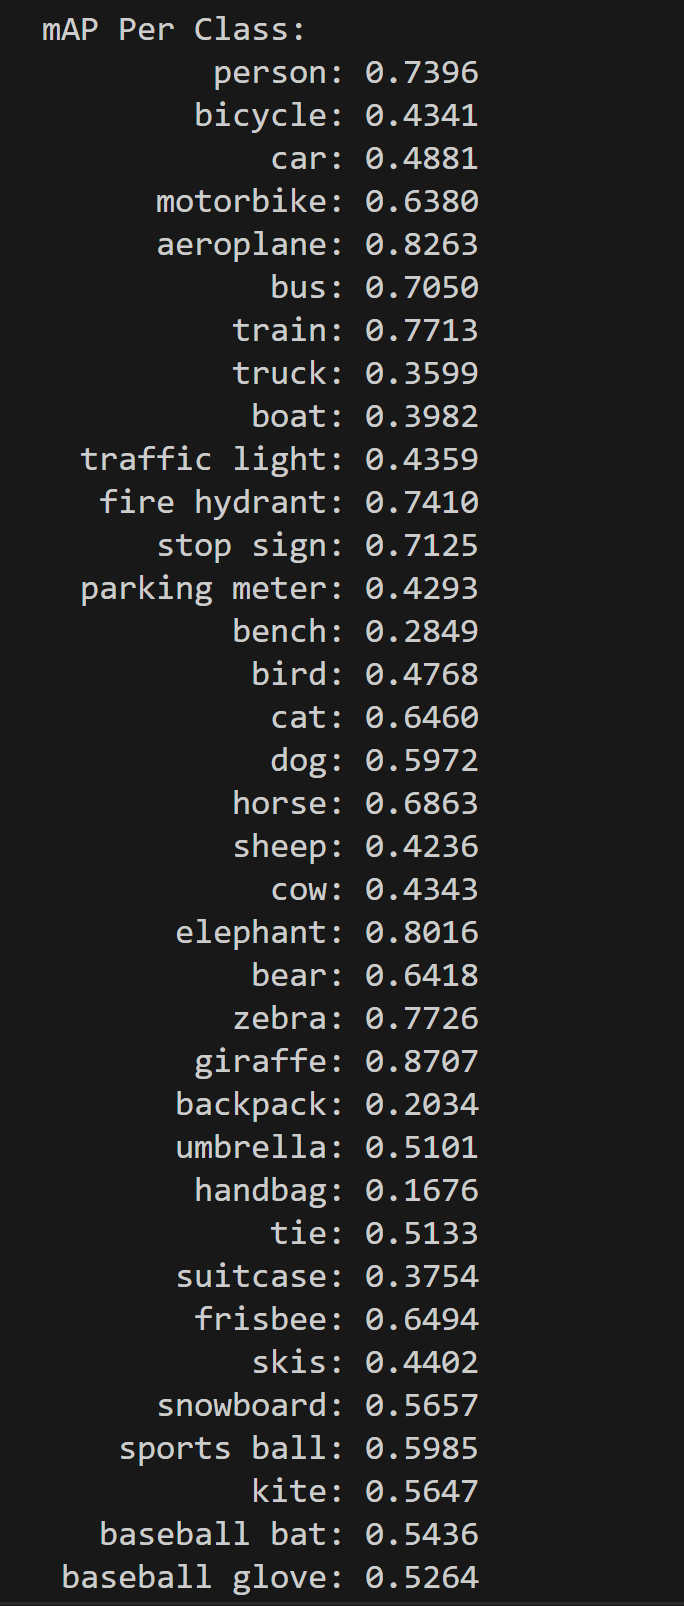 mAP Per Class:
person: 0.7396
bicycle: 0.4341
car: 0.4881
motorbike: 0.6380
aeroplane: 0.8263
bus: 0.7050
train: 0.7713
truck: 0.3599
boat: 0.3982
traffic light: 0.4359
fire hydrant: 0.7410
stop sign: 0.7125
parking meter: 0.4293
bench: 0.2849
bird: 0.4768
cat: 0.6460
dog: 0.5972
horse: 0.6863
sheep: 0.4236
cow: 0.4343
elephant: 0.8016
bear: 0.6418
zebra: 0.7726
giraffe: 0.8707
backpack: 0.2034
umbrella: 0.5101
handbag: 0.1676
tie: 0.5133
suitcase: 0.3754
frisbee: 0.6494
skis: 0.4402
snowboard: 0.5657
sports ball: 0.5985
kite: 0.5647
baseball bat: 0.5436
baseball glove: 0.5264